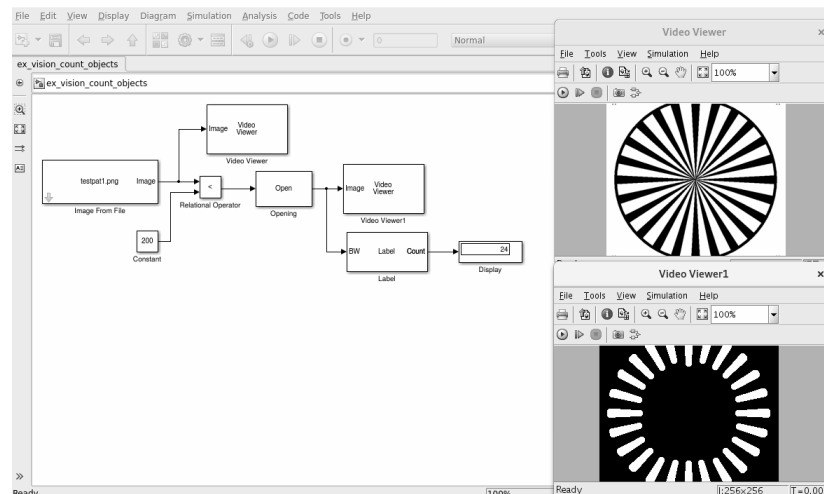 File Edit View Display Diagram Simulation Analysis Code Tools Help
0
Normal
ex_vision_count_objects
ex_vision_count_objects
Image Video Viewer
Video Viewer
testpat1.png Image
Image From File
<
Relational Operator
200
Constant
Open
Opening
Image Video Viewer
Video Viewer1
BW Label Count
Label
24
Display
Ready
100%
Video Viewer
File Tools View Simulation Help
100%
Video Viewer1
File Tools View Simulation Help
100%
Ready
I:256x256
T=0.00